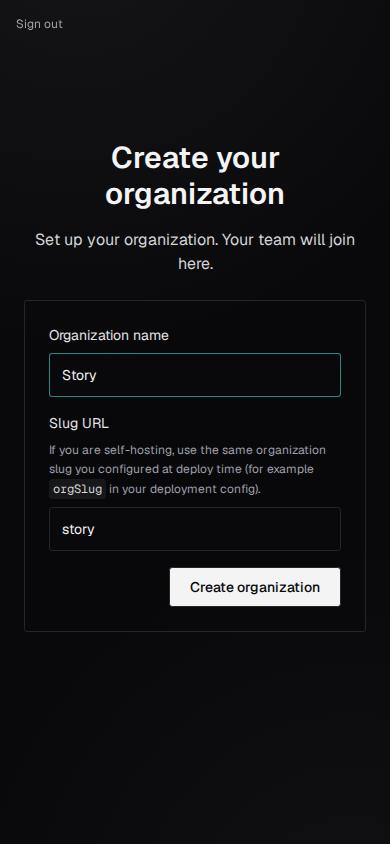 Sign out
Create your
organization
Set up your organization. Your team will join
here.
Organization name
Story
Slug URL
If you are self-hosting, use the same organization
slug you configured at deploy time (for example
orgSlug in your deployment config).
story
Create organization